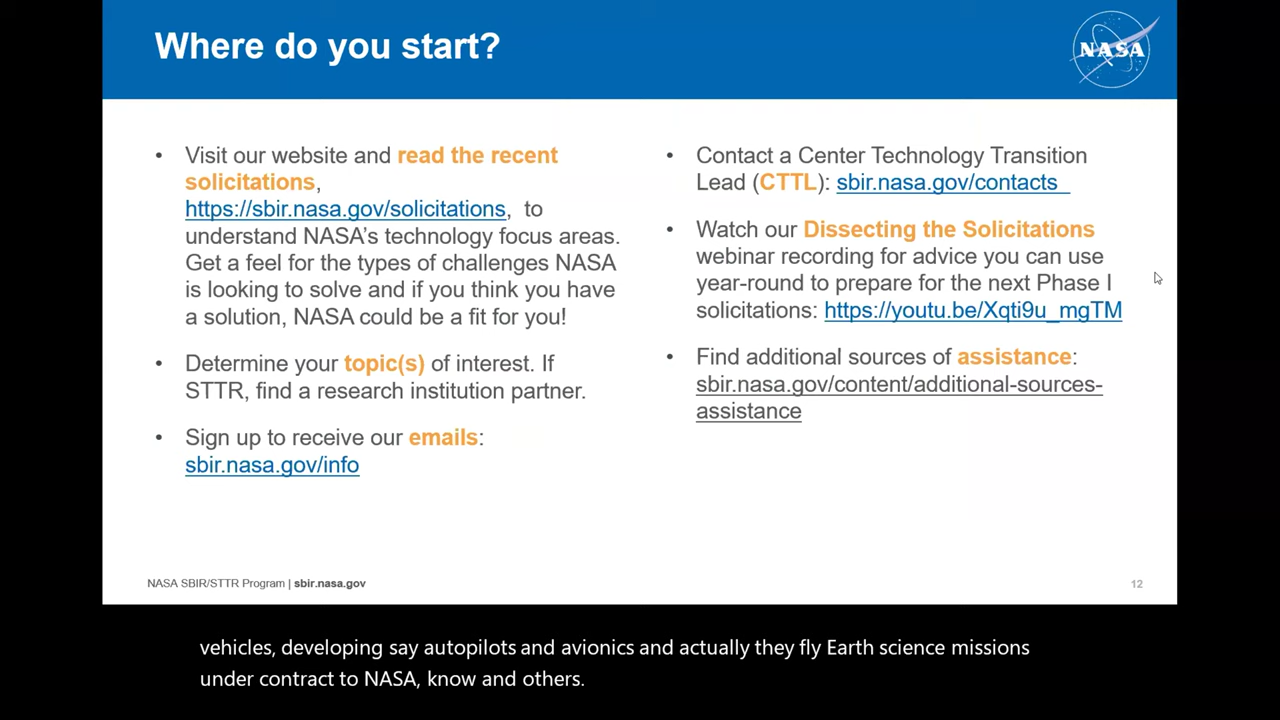 Where do you start?
NASA
• Visit our website and read the recent
solicitations,
https://sbir.nasa.gov/solicitations, to
understand NASA's technology focus areas.
Get a feel for the types of challenges NASA
is looking to solve and if you think you have
a solution, NASA could be a fit for you!
• Determine your topic(s) of interest. If
STTR, find a research institution partner.
• Sign up to receive our emails:
sbir.nasa.gov/info
• Contact a Center Technology Transition
Lead (CTTL): sbir.nasa.gov/contacts
• Watch our Dissecting the Solicitations
webinar recording for advice you can use
year-round to prepare for the next Phase I
solicitations: https://youtu.be/Xqti9u_mgTM
• Find additional sources of assistance:
sbir.nasa.gov/content/additional-sources-
assistance
NASA SBIR/STTR Program | sbir.nasa.gov
12
vehicles, developing say autopilots and avionics and actually they fly Earth science missions
under contract to NASA, know and others.